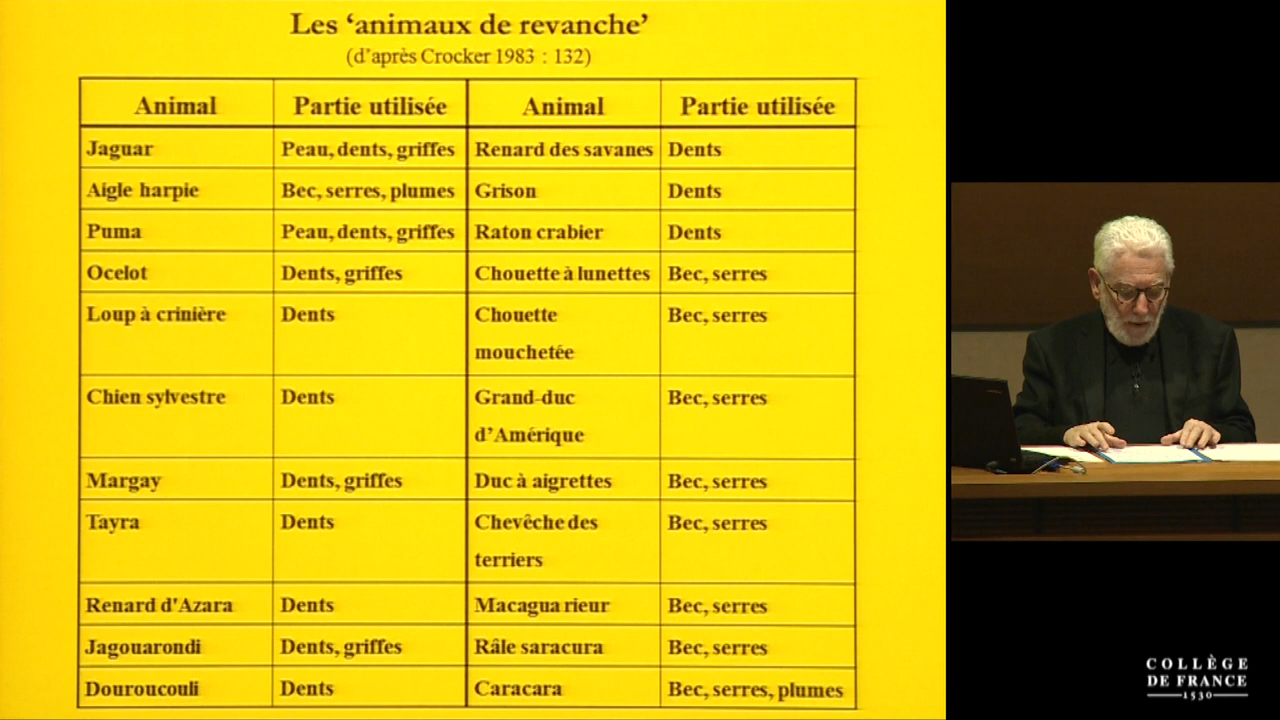 Les ‘animaux de revanche’
(d’après Crocker 1983 : 132)
Animal Partie utilisée Animal Partie utilisée
Jaguar Peau, dents, griffes Renard des savanes Dents
Aigle harpie Bec, serres, plumes Grison Dents
Puma Peau, dents, griffes Raton crabier Dents
Ocelot Dents, griffes Chouette à lunettes Bec, serres
Loup à crinière Dents Chouette Bec, serres
mouchetée
Chien sylvestre Dents Grand-duc Bec, serres
d’Amérique
Margay Dents, griffes Duc à aigrettes Bec, serres
Tayra Dents Chevêche des Bec, serres
terriers
Renard d'Azara Dents Macagua rieur Bec, serres
Jagouarondi Dents, griffes Râle saracura Bec, serres
Douroucouli Dents Caracara Bec, serres, plumes
COLLÈGE
DE FRANCE
1530